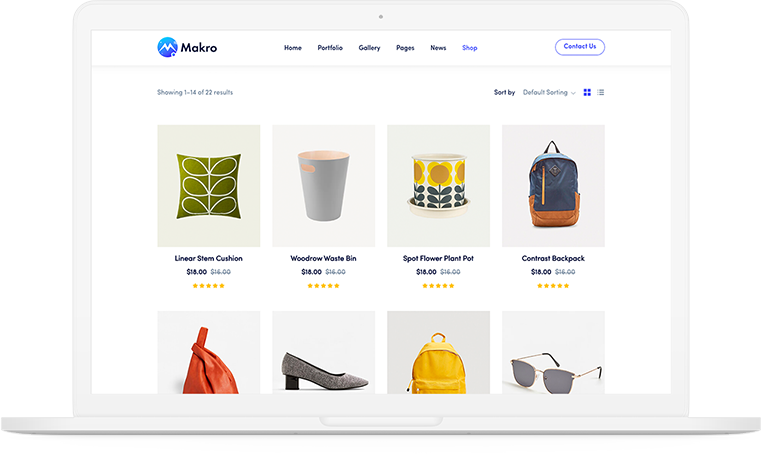 Makro
Home Portfolio Gallery Pages News Shop
Contact Us
Showing 1–14 of 22 results
Sort by Default Sorting
Linear Stem Cushion
$18.00 $16.00
Woodrow Waste Bin
$18.00 $16.00
Spot Flower Plant Pot
$18.00 $16.00
Contrast Backpack
$18.00 $16.00